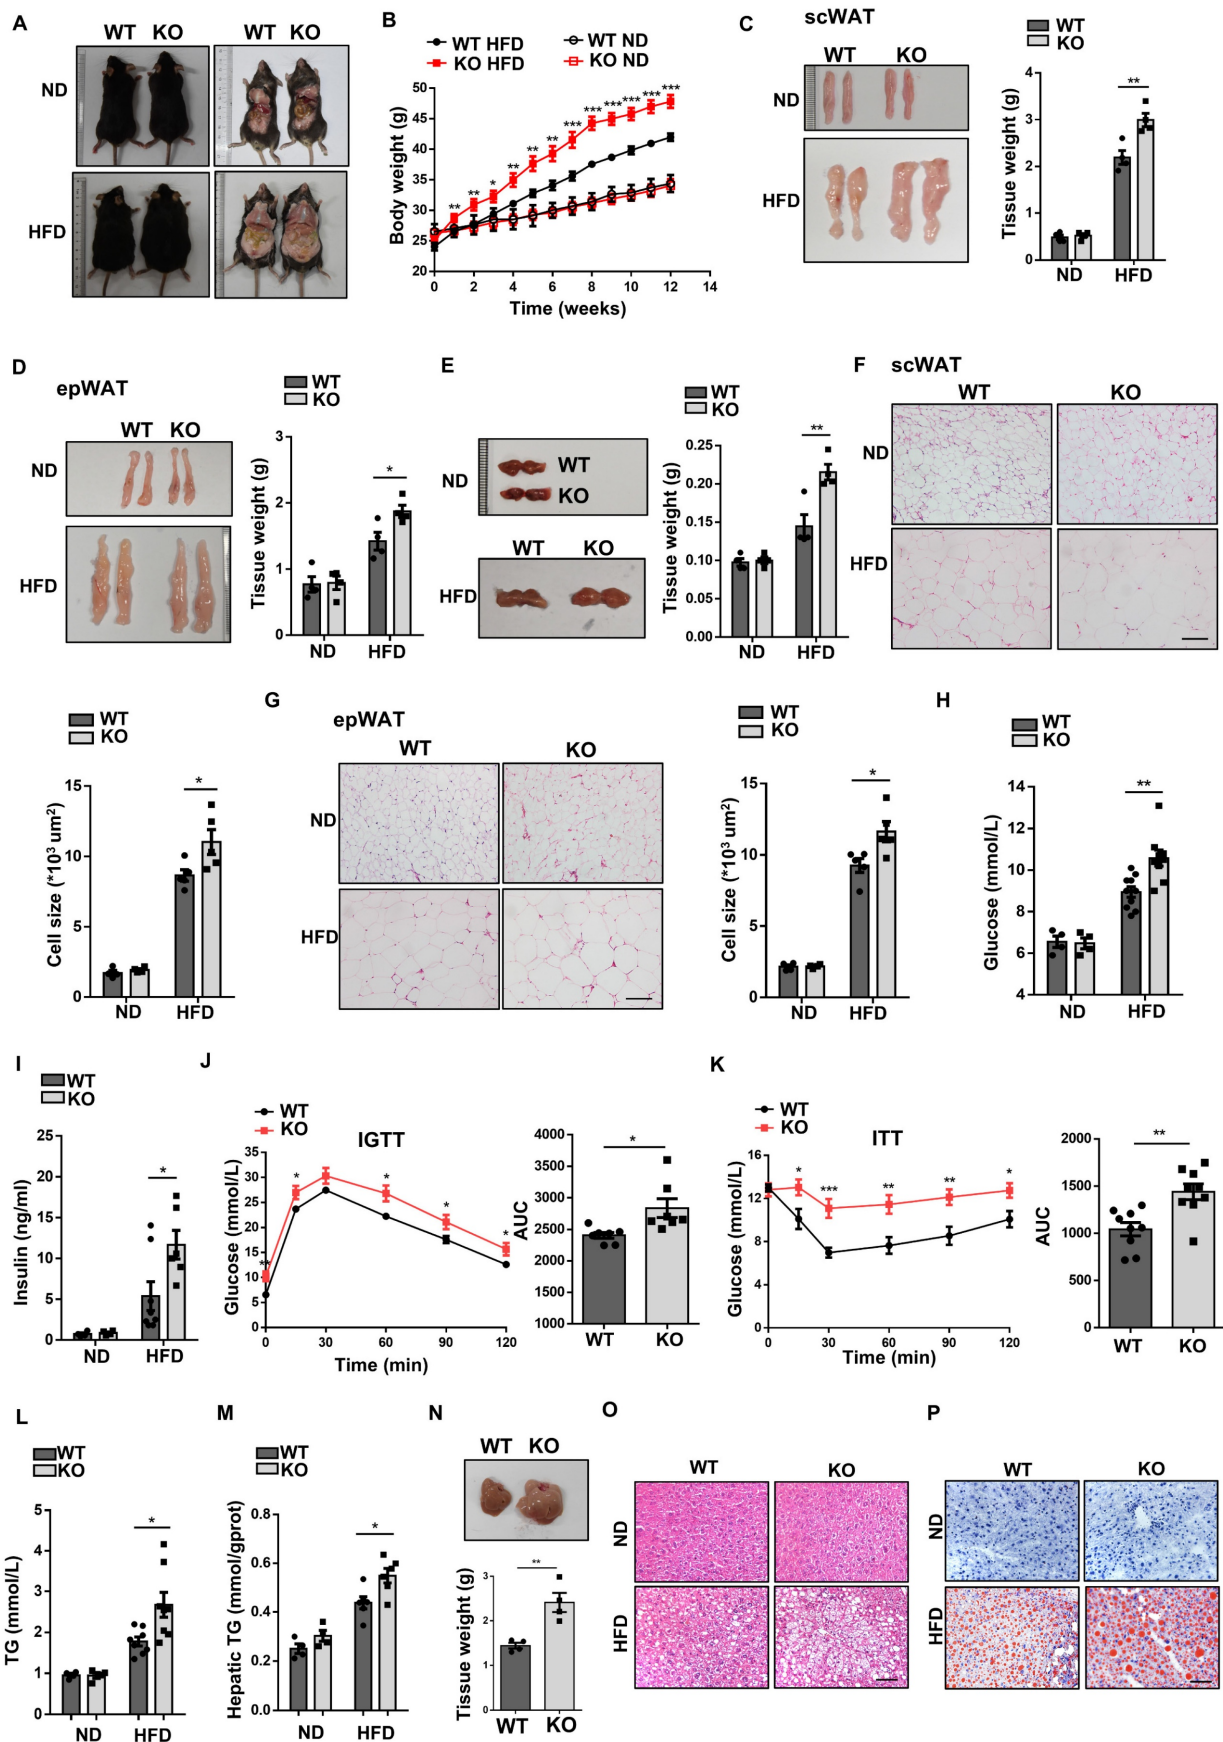 A
WT KO
ND
HFD
B
WT HFD
KO HFD
WT ND
KO ND
Body weight (g)
50
45
40
35
30
25
20
** ** * ** ** ** *** *** *** *** *** ***
0 2 4 6 8 10 12 14
Time (weeks)
C
scWAT
WT KO
ND
HFD
WT
KO
Tissue weight (g)
4
3
2
1
0
**
ND HFD
D
epWAT
WT KO
ND
HFD
WT
KO
Tissue weight (g)
3
2
1
0
*
ND HFD
E
ND
WT
KO
WT KO
HFD
WT
KO
Tissue weight (g)
0.25
0.20
0.15
0.10
0.05
0.00
**
ND HFD
F
scWAT
WT KO
ND
HFD
WT
KO
Cell size (*10³ um²)
15
10
5
0
*
ND HFD
G
epWAT
WT KO
ND
HFD
WT
KO
Cell size (*10³ um²)
15
10
5
0
*
ND HFD
H
WT
KO
Glucose (mmol/L)
14
12
10
8
6
4
**
ND HFD
I
WT
KO
Insulin (ng/ml)
25
20
15
10
5
0
*
ND HFD
J
WT
KO
IGTT
Glucose (mmol/L)
35
30
25
20
15
10
5
0
** * * * *
0 30 60 90 120
Time (min)
AUC
4000
3500
3000
2500
2000
1500
1000
*
WT KO
K
WT
KO
ITT
Glucose (mmol/L)
16
12
8
4
0
* *** ** ** *
0 30 60 90 120
Time (min)
AUC
2000
1500
1000
500
0
**
WT KO
L
WT
KO
TG (mmol/L)
5
4
3
2
1
0
*
ND HFD
M
WT
KO
Hepatic TG (mmol/gprot)
0.8
0.6
0.4
0.2
0.0
*
ND HFD
N
WT KO
Tissue weight (g)
3
2
1
0
**
WT KO
O
WT KO
ND
HFD
P
WT KO
ND
HFD